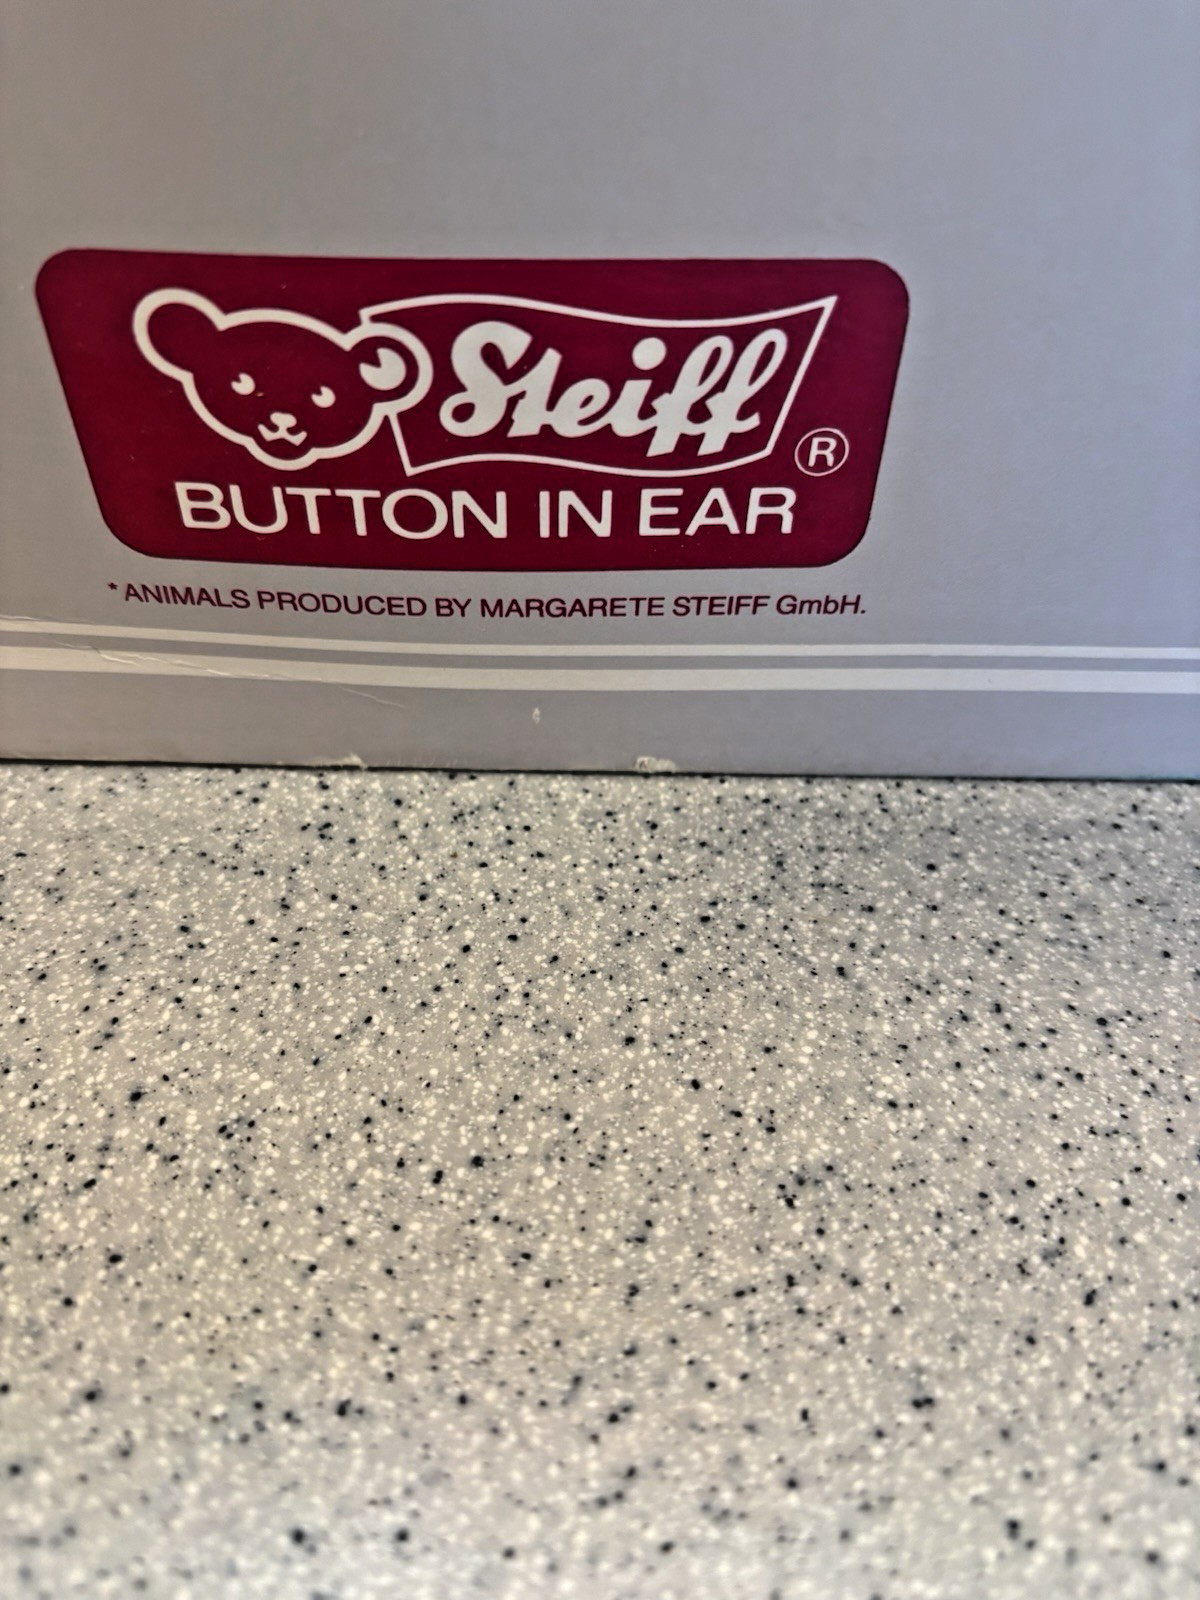 Steiff ®
BUTTON IN EAR
* ANIMALS PRODUCED BY MARGARETE STEIFF GmbH.